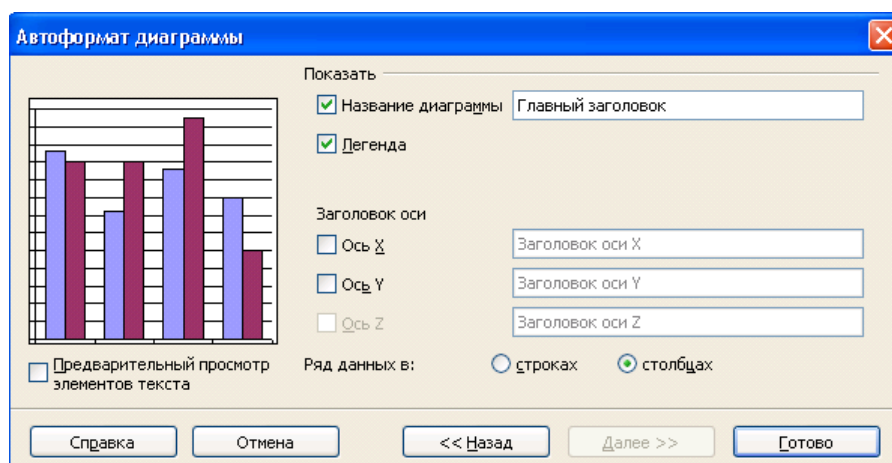 Автоформат диаграммы
Показать
Название диаграммы Главный заголовок
Легенда
Заголовок оси
Ось X Заголовок оси X
Ось Y Заголовок оси Y
Ось Z Заголовок оси Z
Предварительный просмотр
элементов текста
Ряд данных в: строках столбцах
Справка Отмена << Назад Далее >> Готово